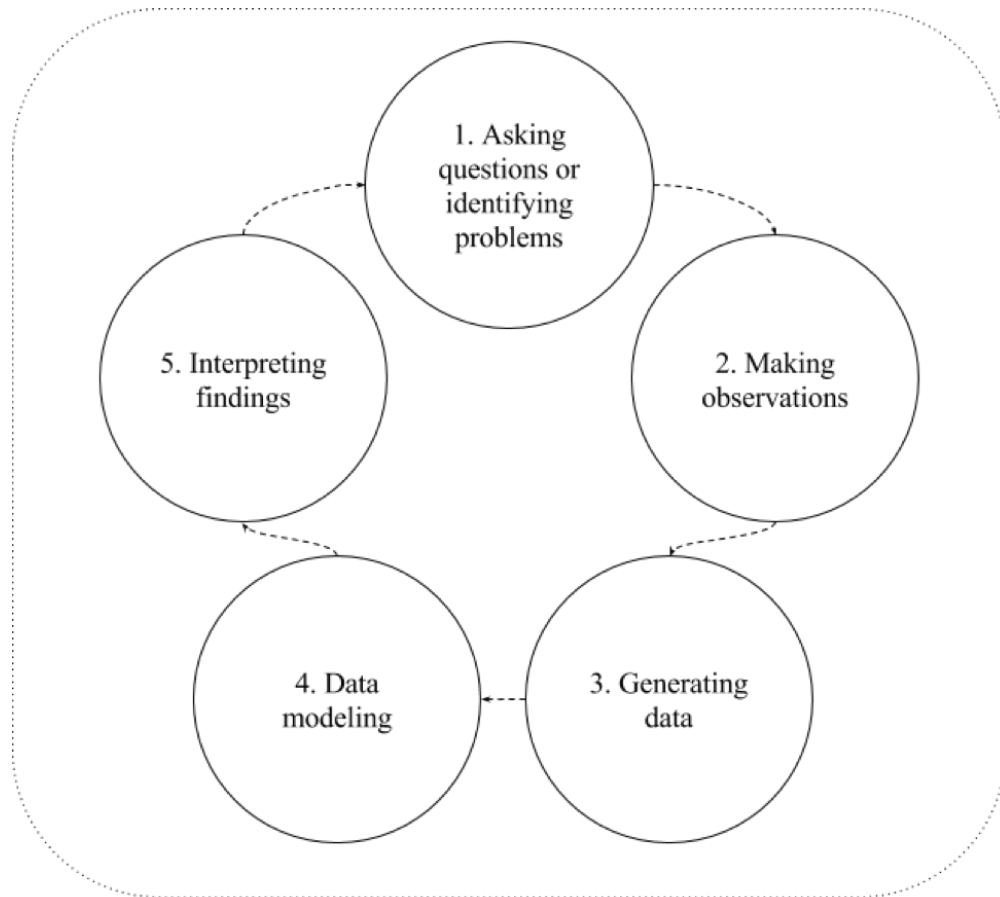 1. Asking
questions or
identifying
problems
2. Making
observations
3. Generating
data
4. Data
modeling
5. Interpreting
findings